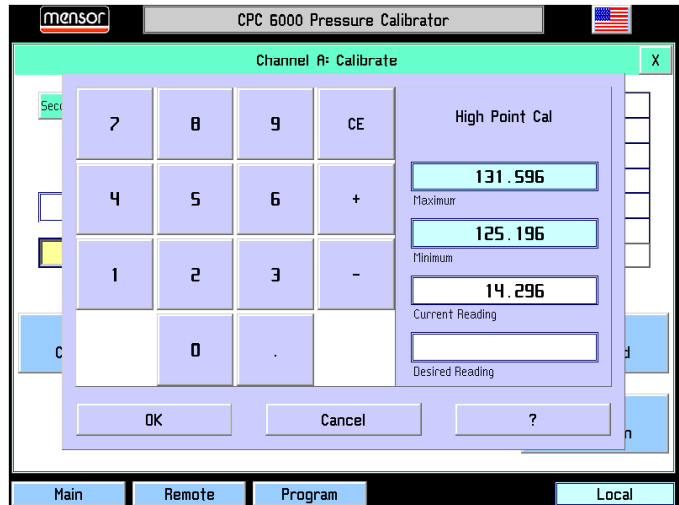 mensor
CPC 6000 Pressure Calibrator
Channel A: Calibrate
X
7 8 9 CE
4 5 6 +
1 2 3 -
0 .
High Point Cal
131.596
Maximum
125.196
Minimum
14.296
Current Reading
Desired Reading
OK Cancel ?
Main Remote Program Local